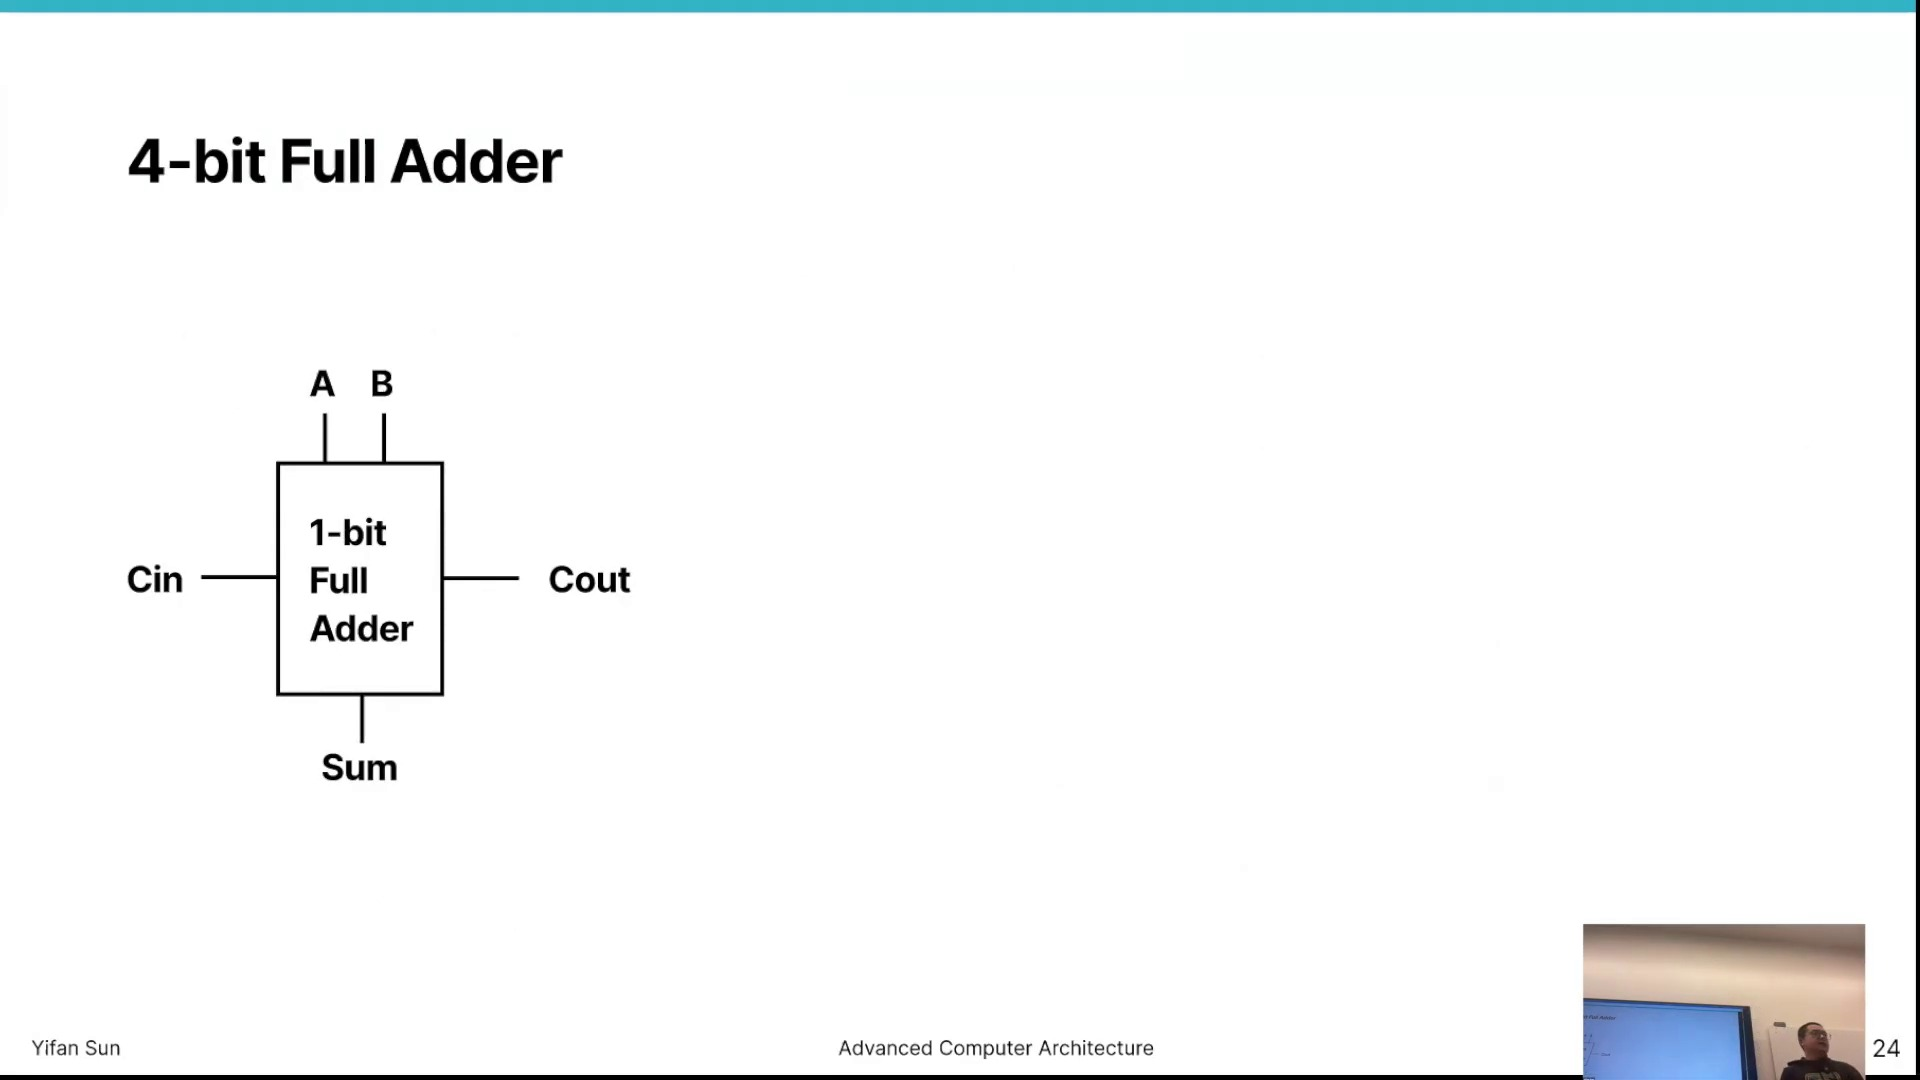 4-bit Full Adder
A B
1-bit
Full
Adder
Cin
Cout
Sum
Yifan Sun
Advanced Computer Architecture
24